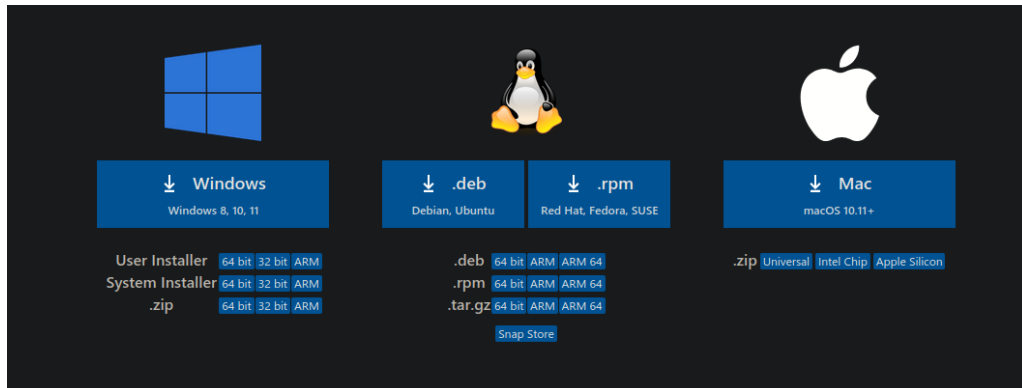 Windows
Windows 8, 10, 11
User Installer 64 bit 32 bit ARM
System Installer 64 bit 32 bit ARM
.zip 64 bit 32 bit ARM
.deb
Debian, Ubuntu
.rpm
Red Hat, Fedora, SUSE
.deb 64 bit ARM ARM 64
.rpm 64 bit ARM ARM 64
.tar.gz 64 bit ARM ARM 64
Snap Store
Mac
macOS 10.11+
.zip Universal Intel Chip Apple Silicon